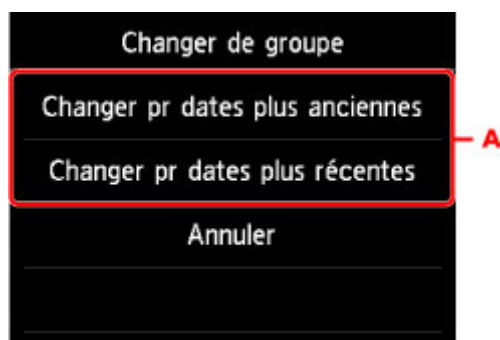 Changer de groupe
Changer pr dates plus anciennes
Changer pr dates plus récentes
A
Annuler